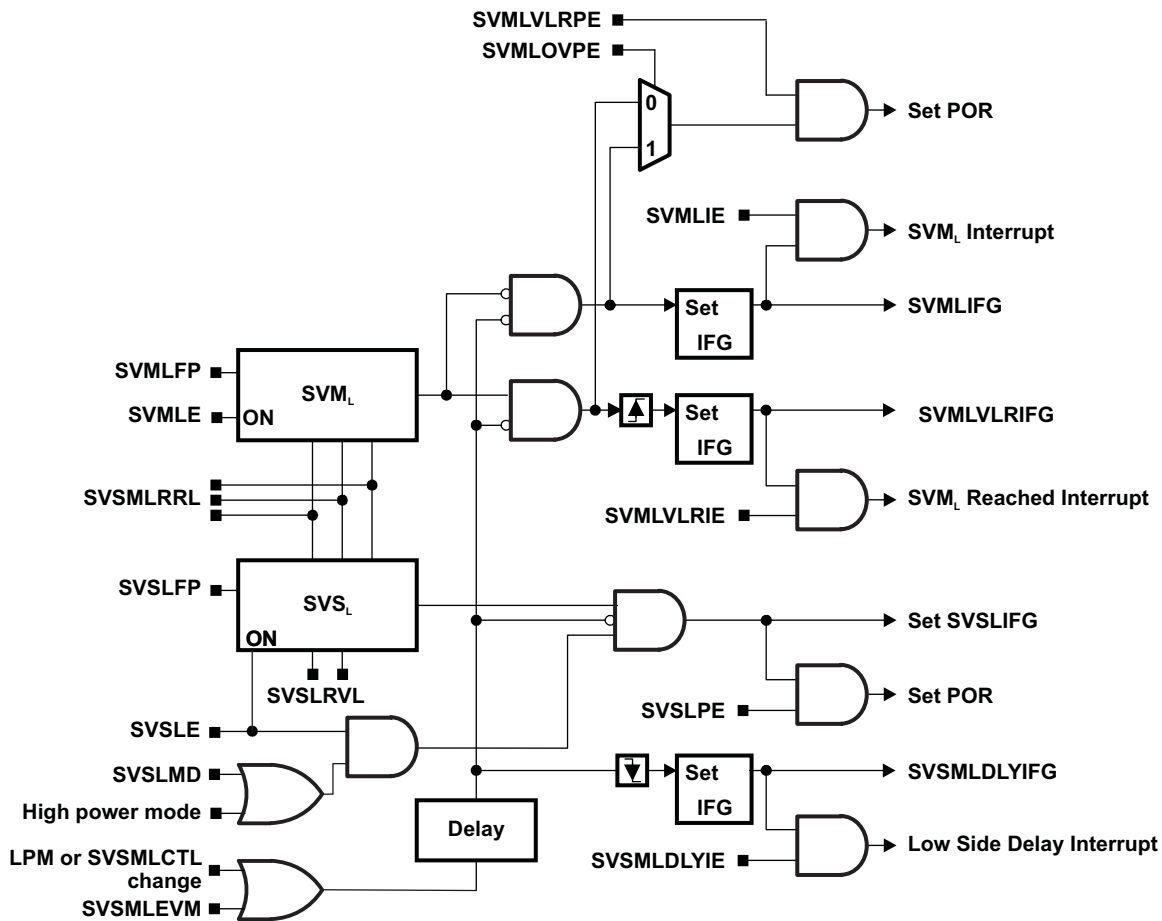 SVMLVLRPE
SVMLOVPE
0
1
Set POR
SVMLIE
SVML Interrupt
Set
IFG
SVMLIFG
SVMLFP
SVML
SVMLE
ON
Set
IFG
SVMLVLRIFG
SVSMLRRL
SVMLVLRIE
SVML Reached Interrupt
SVSLFP
SVSL
ON
Set SVSLIFG
SVSLRVL
SVSLPE
Set POR
SVSLE
SVSLMD
High power mode
Set
IFG
SVSMLDLYIFG
Delay
LPM or SVSMLCTL
change
SVSMLEVM
SVSMLDLYIE
Low Side Delay Interrupt